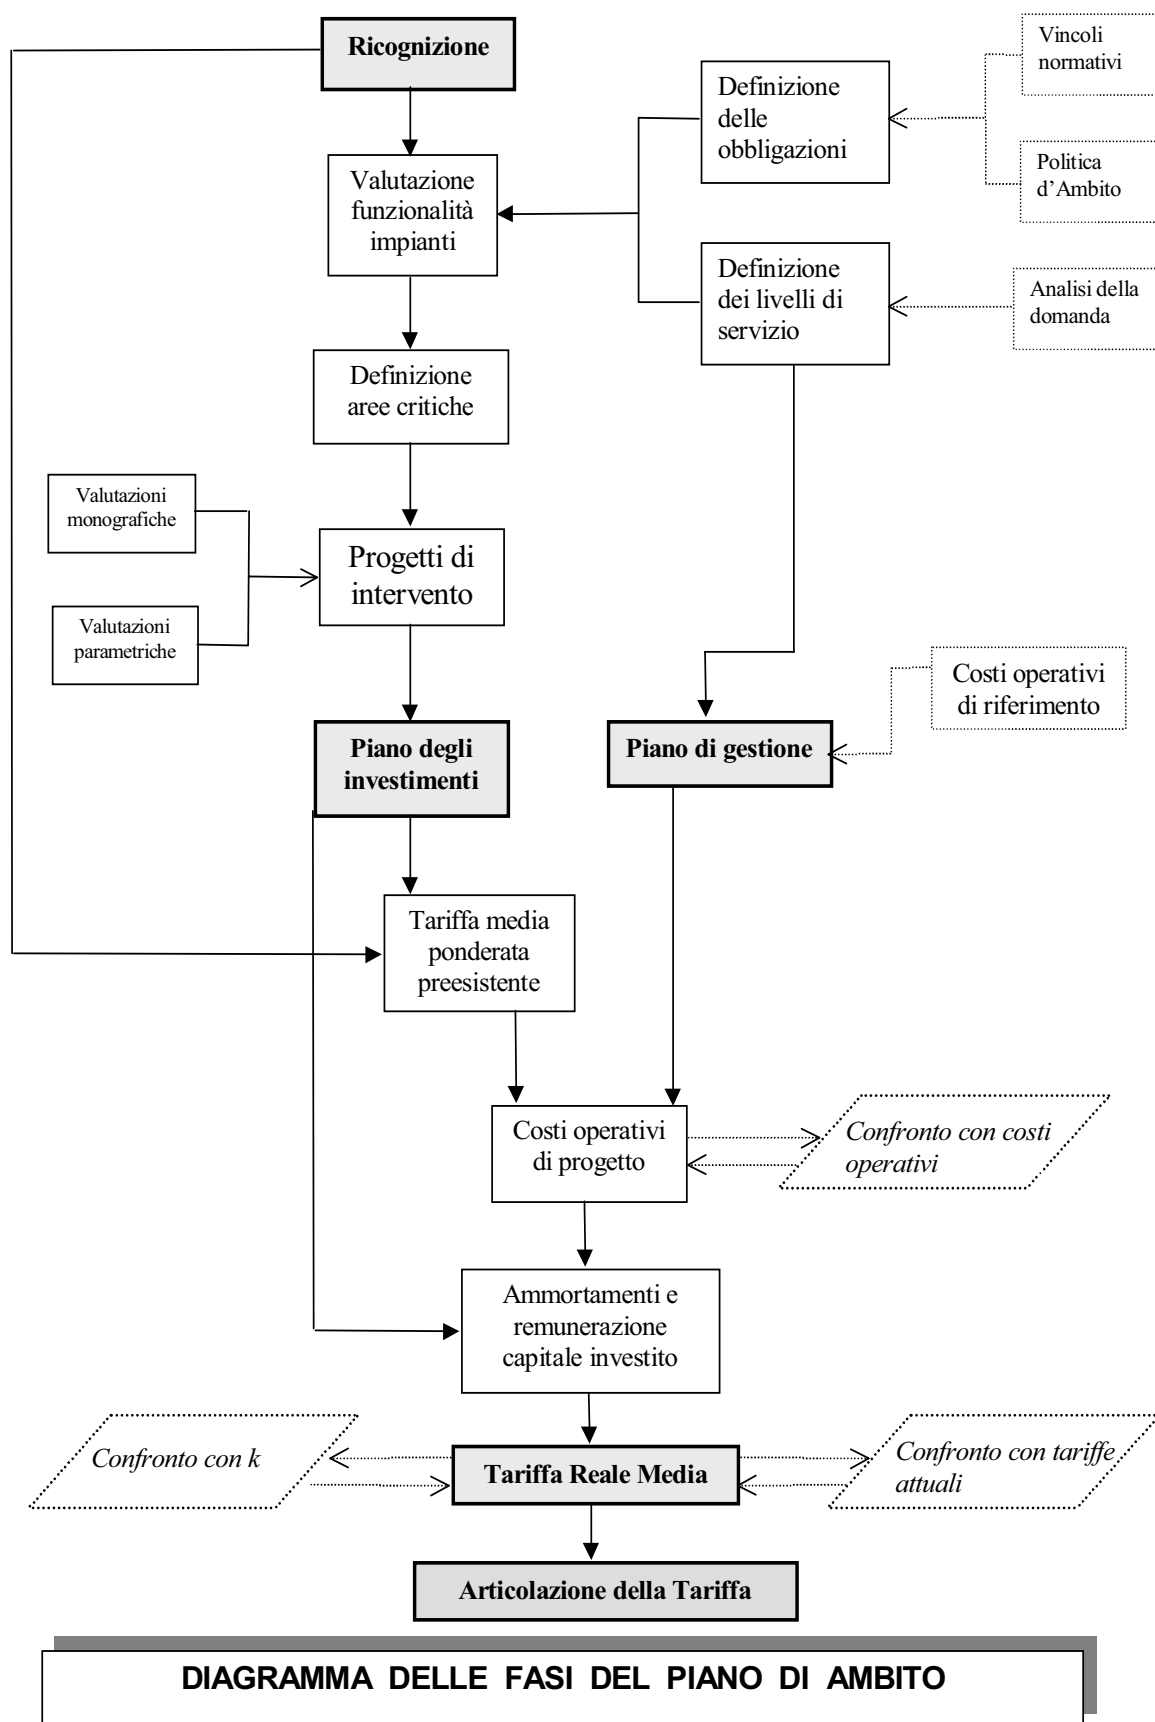 Ricognizione
Vincoli
normativi
Definizione
delle
obbligazioni
Politica
d’Ambito
Valutazione
funzionalità
impianti
Definizione
dei livelli di
servizio
Analisi della
domanda
Definizione
aree critiche
Valutazioni
monografiche
Progetti di
intervento
Valutazioni
parametriche
Costi operativi
di riferimento
Piano degli
investimenti
Piano di gestione
Tariffa media
ponderata
preesistente
Costi operativi
di progetto
Confronto con costi
operativi
Ammortamenti e
remunerazione
capitale investito
Confronto con k
Tariffa Reale Media
Confronto con tariffe
attuali
Articolazione della Tariffa
DIAGRAMMA DELLE FASI DEL PIANO DI AMBITO